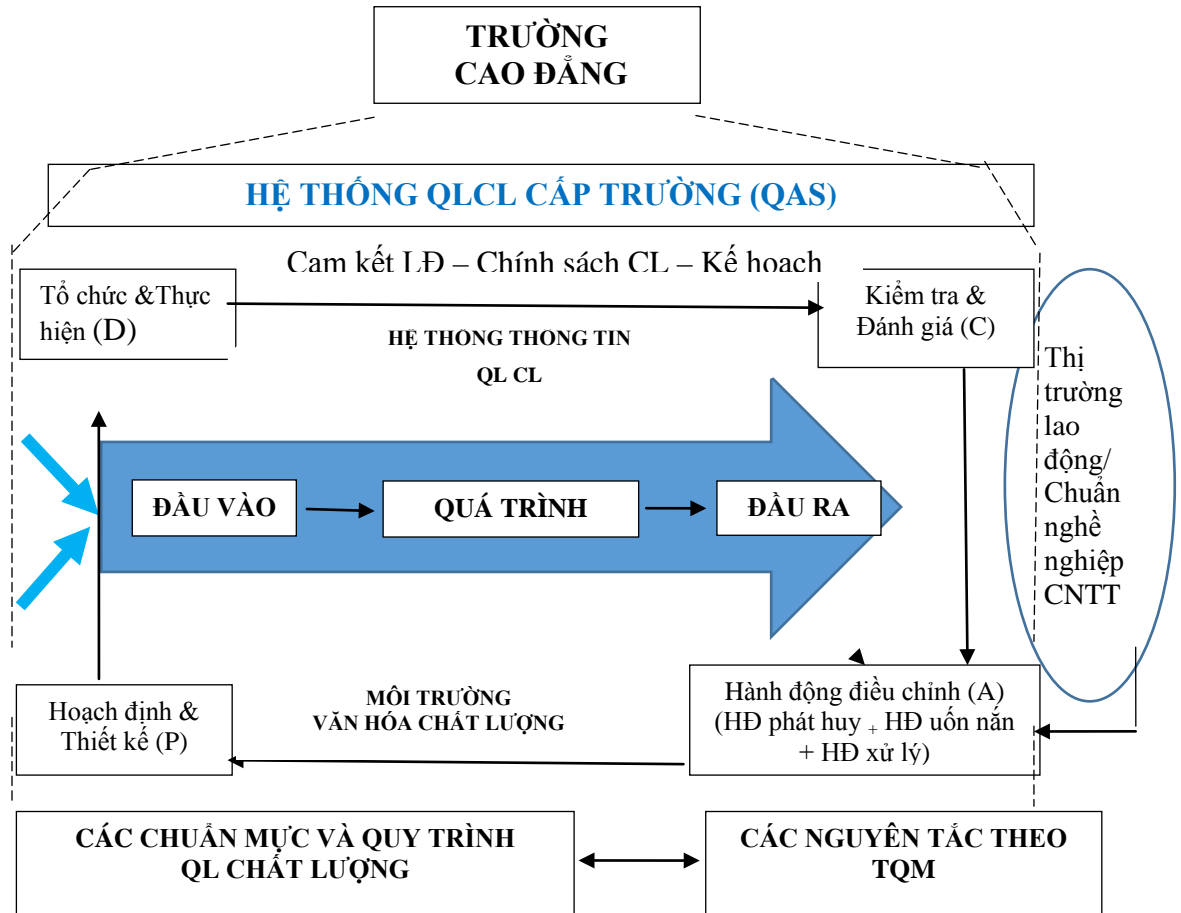 TRƯỜNG
CAO ĐẲNG
HỆ THỐNG QLCL CẤP TRƯỜNG (QAS)
Cam kết LĐ – Chính sách CL – Kế hoạch
Tổ chức &Thực
hiện (D)
Kiểm tra &
Đánh giá (C)
HỆ THỐNG THONG TIN
QL CL
Thị
trường
lao
động/
Chuẩn
nghề
nghiệp
CNTT
ĐẦU VÀO
QUÁ TRÌNH
ĐẦU RA
Hoạch định &
Thiết kế (P)
MÔI TRƯỜNG
VĂN HÓA CHẤT LƯỢNG
Hành động điều chỉnh (A)
(HĐ phát huy + HĐ uốn nắn
+ HĐ xử lý)
CÁC CHUẨN MỰC VÀ QUY TRÌNH
QL CHẤT LƯỢNG
CÁC NGUYÊN TẮC THEO
TQM